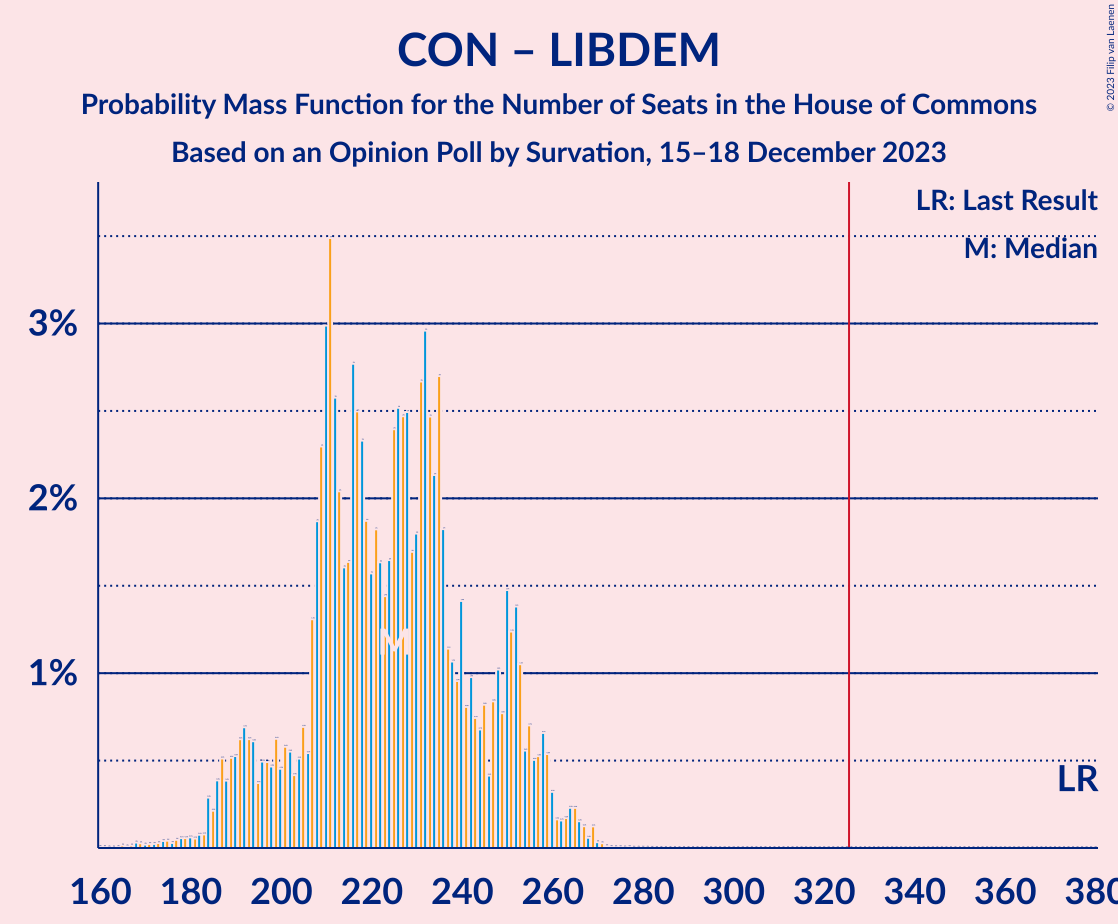 CON – LIBDEM
Probability Mass Function for the Number of Seats in the House of Commons
Based on an Opinion Poll by Survation, 15–18 December 2023
© 2023 Filip van Laenen
LR: Last Result
M: Median
3%
2%
1%
M
LR
160 180 200 220 240 260 280 300 320 340 360 380